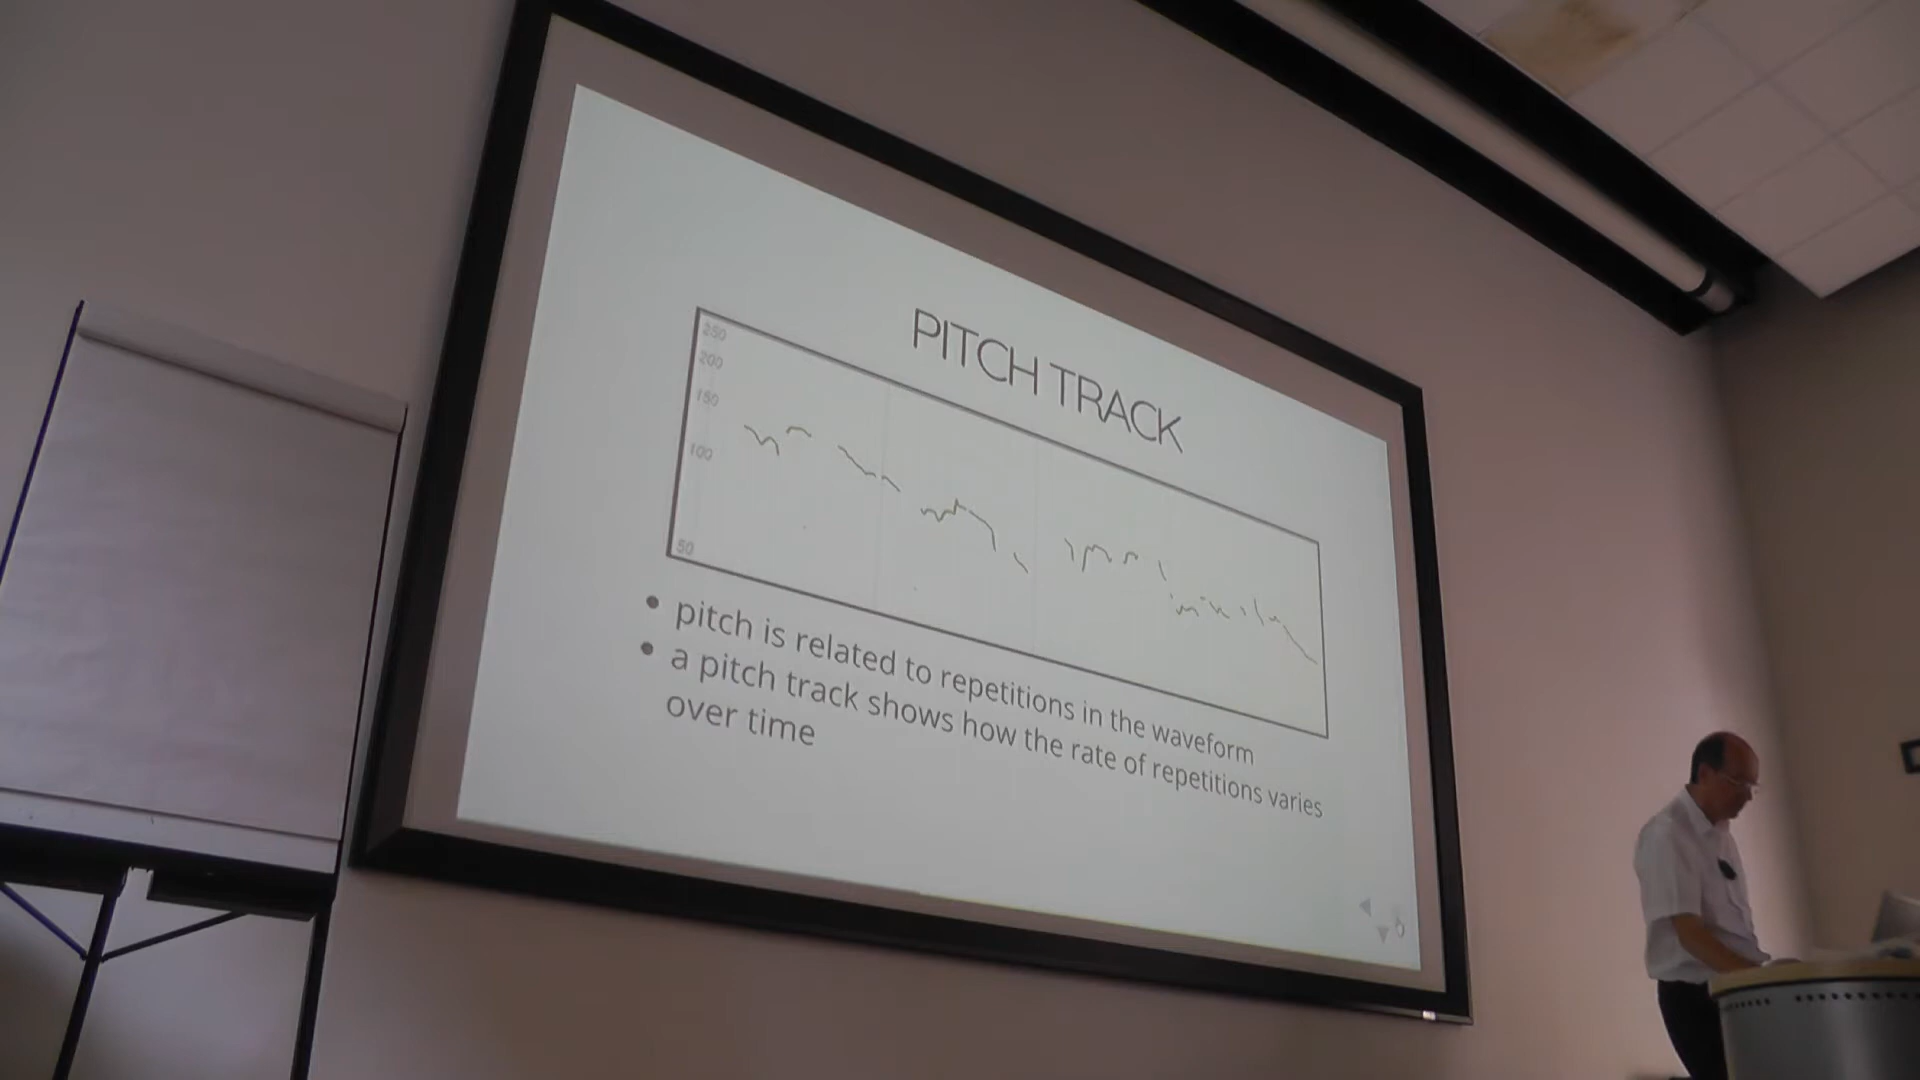 PITCH TRACK
250
200
150
100
50
• pitch is related to repetitions in the waveform
• a pitch track shows how the rate of repetitions varies
over time